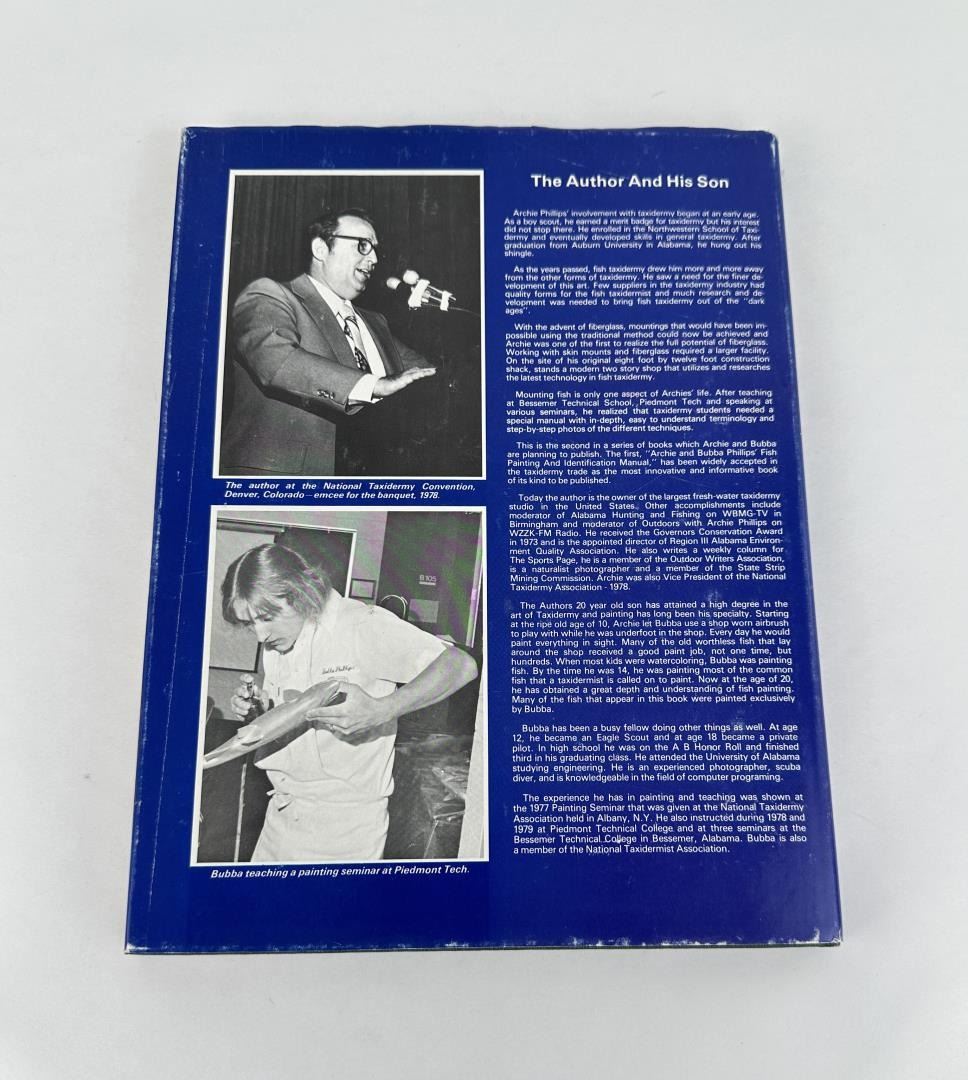 The Author And His Son
Archie Phillips' involvement with taxidermy began at an early age.
As a boy scout, he earned a merit badge for taxidermy but his interest
did not stop there. He enrolled in the Northwestern School of Taxi-
dermy and eventually developed skills in general taxidermy. After
graduation from Auburn University in Alabama, he hung out his
shingle.
As the years passed, fish taxidermy drew him more and more away
from the other forms of taxidermy. He saw a need for the finer de-
velopment of this art. Few suppliers in the taxidermy industry had
quality forms for the fish taxidermist and much research and de-
velopment was needed to bring fish taxidermy out of the "dark
ages".
With the advent of fiberglass, mountings that would have been im-
possible using the traditional method could now be achieved and
Archie was one of the first to realize the full potential of fiberglass.
Working with skin mounts and fiberglass required a larger facility.
On the site of his original eight foot by twelve foot construction
shack, stands a modern two story shop that utilizes and researches
the latest technology in fish taxidermy.
Mounting fish is only one aspect of Archies' life. After teaching
at Bessemer Technical School, Piedmont Tech and speaking at
various seminars, he realized that taxidermy students needed a
special manual with in-depth, easy to understand terminology and
step-by-step photos of the different techniques.
This is the second in a series of books which Archie and Bubba
are planning to publish. The first, "Archie and Bubba Phillips' Fish
Painting And Identification Manual," has been widely accepted in
the taxidermy trade as the most innovative and informative book
of its kind to be published.
Today the author is the owner of the largest fresh-water taxidermy
studio in the United States. Other accomplishments include
moderator of Alabama Hunting and Fishing on WBMG-TV in
Birmingham and moderator of Outdoors with Archie Phillips on
WZZK-FM Radio. He received the Governors Conservation Award
in 1973 and is the appointed director of Region III Alabama Environ-
ment Quality Association. He also writes a weekly column for
The Sports Page, he is a member of the Outdoor Writers Association,
is a naturalist photographer and a member of the State Strip
Mining Commission. Archie was also Vice President of the National
Taxidermy Association - 1978.
The Authors 20 year old son has attained a high degree in the
art of Taxidermy and painting has long been his specialty. Starting
at the ripe old age of 10, Archie let Bubba use a shop worn airbrush
to play with while he was underfoot in the shop. Every day he would
paint everything in sight. Many of the old worthless fish that lay
around the shop received a good paint job, not one time, but
hundreds. When most kids were watercoloring, Bubba was painting
fish. By the time he was 14, he was painting most of the common
fish that a taxidermist is called on to paint. Now at the age of 20,
he has obtained a great depth and understanding of fish painting.
Many of the fish that appear in this book were painted exclusively
by Bubba.
Bubba has been a busy fellow doing other things as well. At age
12, he became an Eagle Scout and at age 18 became a private
pilot. In high school he was on the A B Honor Roll and finished
third in his graduating class. He attended the University of Alabama
studying engineering. He is an experienced photographer, scuba
diver, and is knowledgeable in the field of computer programing.
The experience he has in painting and teaching was shown at
the 1977 Painting Seminar that was given at the National Taxidermy
Association held in Albany, N.Y. He also instructed during 1978 and
1979 at Piedmont Technical College and at three seminars at the
Bessemer Technical College in Bessemer, Alabama. Bubba is also
a member of the National Taxidermist Association.
The author at the National Taxidermy Convention,
Denver, Colorado — emcee for the banquet, 1978.
B 105
Bubba Phillips
Bubba teaching a painting seminar at Piedmont Tech.